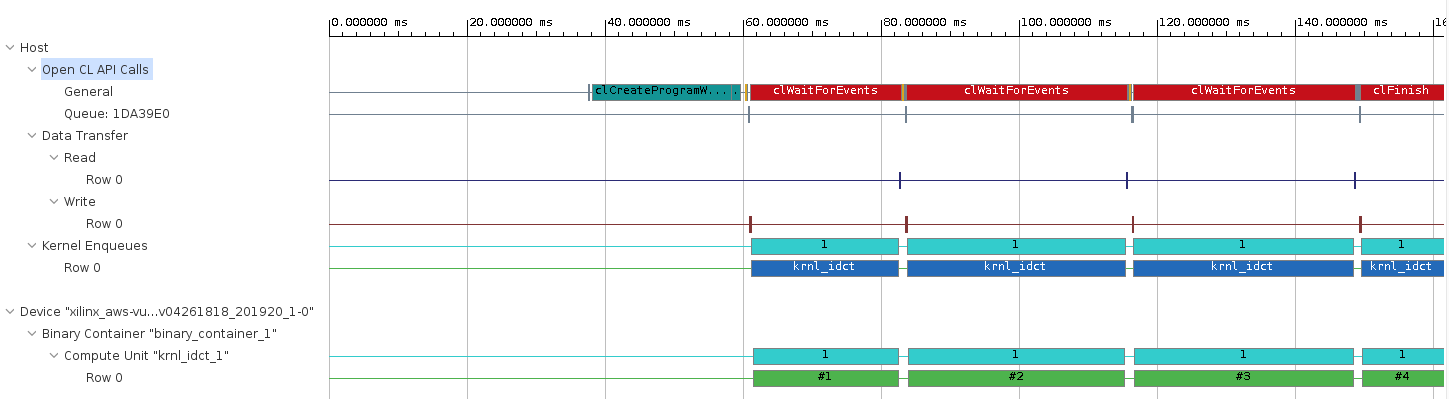 0.000000 ms 20.000000 ms 40.000000 ms 60.000000 ms 80.000000 ms 100.000000 ms 120.000000 ms 140.000000 ms 16
Host
Open CL API Calls
General clCreateProgramW... clWaitForEvents clWaitForEvents clWaitForEvents clFinish
Queue: 1DA39E0
Data Transfer
Read
Row 0
Write
Row 0
Kernel Enqueues 1 1 1 1
Row 0 krnl_idct krnl_idct krnl_idct krnl_idct
Device "xilinx_aws-vu...v04261818_201920_1-0"
Binary Container "binary_container_1"
Compute Unit "krnl_idct_1" 1 1 1 1
Row 0 #1 #2 #3 #4